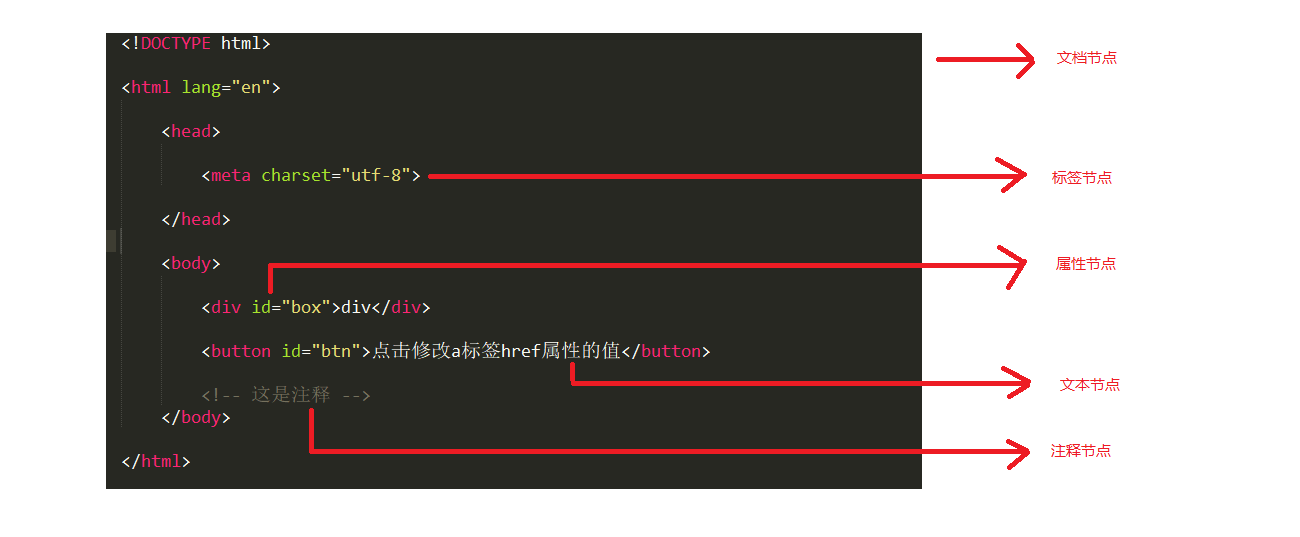 <!DOCTYPE html>
文档节点
<html lang="en">
<head>
<meta charset="utf-8">
标签节点
</head>
<body>
属性节点
<div id="box">div</div>
<button id="btn">点击修改a标签href属性的值</button>
文本节点
<!-- 这是注释 -->
</body>
注释节点
</html>